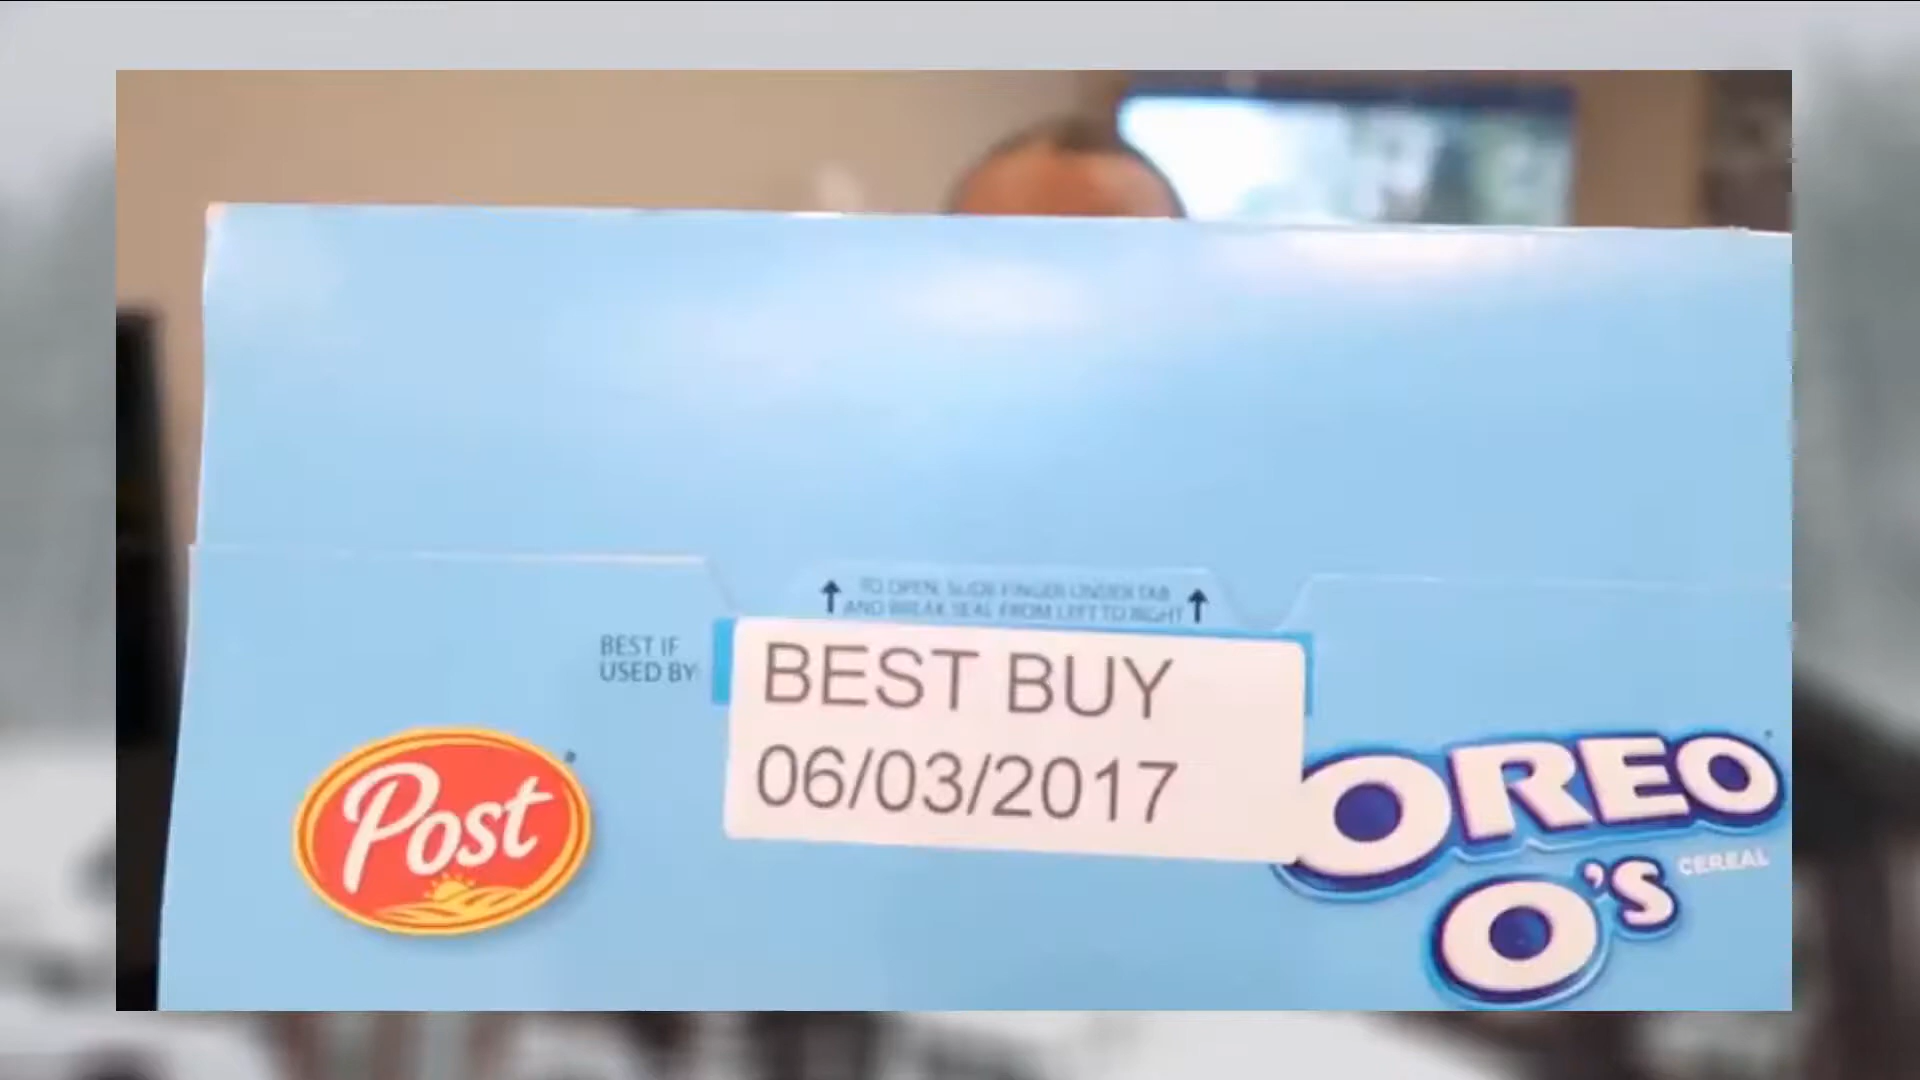 TO OPEN, SLIDE FINGER UNDER TAB
AND BREAK SEAL FROM LEFT TO RIGHT
BEST IF
USED BY:
BEST BUY
06/03/2017
Post
OREO
O'S
CEREAL